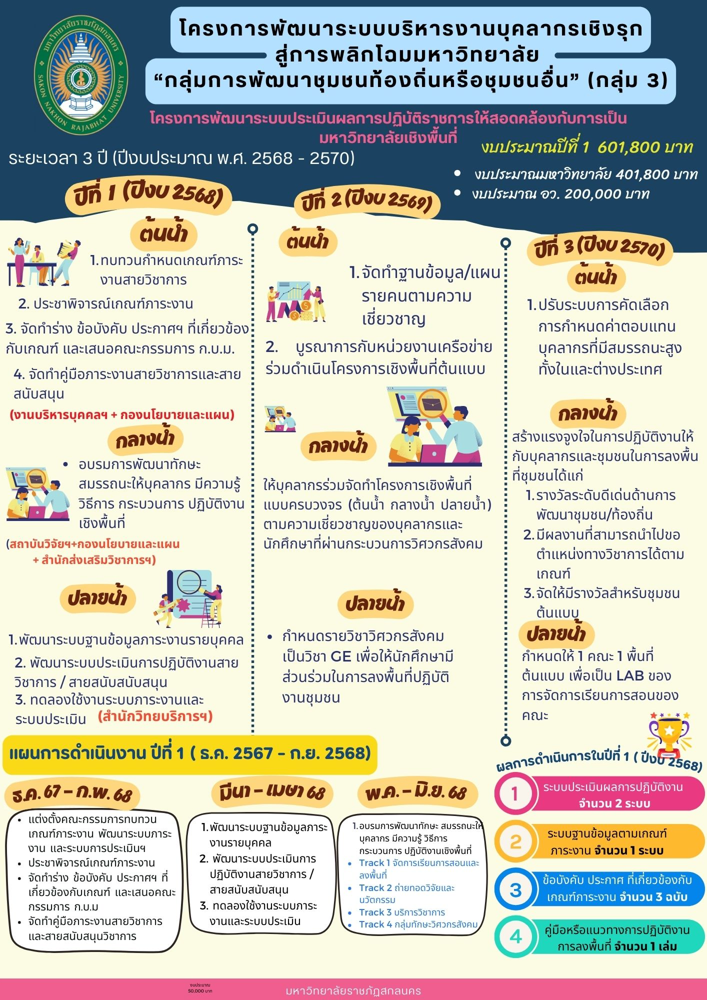 มหาวิทยาลัยราชภัฏสกลนคร
SAKON NAKHON RAJABHAT UNIVERSITY
โครงการพัฒนาระบบบริหารงานบุคลากรเชิงรุก
สู่การพลิกโฉมมหาวิทยาลัย
“กลุ่มการพัฒนาชุมชนท้องถิ่นหรือชุมชนอื่น” (กลุ่ม 3)
โครงการพัฒนาระบบประเมินผลการปฏิบัติราชการให้สอดคล้องกับการเป็น
มหาวิทยาลัยเชิงพื้นที่
ระยะเวลา 3 ปี (ปีงบประมาณ พ.ศ. 2568 - 2570)
งบประมาณปีที่ 1 601,800 บาท
• งบประมาณมหาวิทยาลัย 401,800 บาท
• งบประมาณ อว. 200,000 บาท
ปีที่ 1 (ปีงบ 2568)
ต้นน้ำ
1.ทบทวนกำหนดเกณฑ์ภาระ
งานสายวิชาการ
2. ประชาพิจารณ์เกณฑ์ภาระงาน
3. จัดทำร่าง ข้อบังคับ ประกาศฯ ที่เกี่ยวข้อง
กับเกณฑ์ และเสนอคณะกรรมการ ก.บ.ม.
4. จัดทำคู่มือภาระงานสายวิชาการและสาย
สนับสนุน
(งานบริหารบุคคลฯ + กองนโยบายและแผน)
กลางน้ำ
• อบรมการพัฒนาทักษะ
สมรรถนะให้บุคลากร มีความรู้
วิธีการ กระบวนการ ปฏิบัติงาน
เชิงพื้นที่
(สถาบันวิจัยฯ+กองนโยบายและแผน
+ สำนักส่งเสริมวิชาการฯ)
ปลายน้ำ
1.พัฒนาระบบฐานข้อมูลภาระงานรายบุคคล
2. พัฒนาระบบประเมินการปฏิบัติงานสาย
วิชาการ / สายสนับสนับสนุน
3. ทดลองใช้งานระบบภาระงานและ
ระบบประเมิน (สำนักวิทยบริการฯ)
ปีที่ 2 (ปีงบ 2569)
ต้นน้ำ
1.จัดทำฐานข้อมูล/แผน
รายคนตามความ
เชี่ยวชาญ
2. บูรณาการกับหน่วยงานเครือข่าย
ร่วมดำเนินโครงการเชิงพื้นที่ต้นแบบ
กลางน้ำ
ให้บุคลากรร่วมจัดทำโครงการเชิงพื้นที่
แบบครบวงจร (ต้นน้ำ กลางน้ำ ปลายน้ำ)
ตามความเชี่ยวชาญของบุคลากรและ
นักศึกษาที่ผ่านกระบวนการวิศวกรสังคม
ปลายน้ำ
• กำหนดรายวิชาวิศวกรสังคม
เป็นวิชา GE เพื่อให้นักศึกษามี
ส่วนร่วมในการลงพื้นที่ปฏิบัติ
งานชุมชน
ปีที่ 3 (ปีงบ 2570)
ต้นน้ำ
1.ปรับระบบการคัดเลือก
การกำหนดค่าตอบแทน
บุคลากรที่มีสมรรถนะสูง
ทั้งในและต่างประเทศ
กลางน้ำ
สร้างแรงจูงใจในการปฏิบัติงานให้
กับบุคลากรและชุมชนในการลงพื้น
ที่ชุมชนได้แก่
1.รางวัลระดับดีเด่นด้านการ
พัฒนาชุมชน/ท้องถิ่น
2.มีผลงานที่สามารถนำไปขอ
ตำแหน่งทางวิชาการได้ตาม
เกณฑ์
3.จัดให้มีรางวัลสำหรับชุมชน
ต้นแบบ
ปลายน้ำ
กำหนดให้ 1 คณะ 1 พื้นที่
ต้นแบบ เพื่อเป็น LAB ของ
การจัดการเรียนการสอนของ
คณะ
แผนการดำเนินงาน ปีที่ 1 ( ธ.ค. 2567 - ก.ย. 2568)
ธ.ค. 67 - ก.พ. 68
• แต่งตั้งคณะกรรมการทบทวน
เกณฑ์ภาระงาน พัฒนาระบบภาระ
งาน และระบบการประเมินฯ
• ประชาพิจารณ์เกณฑ์ภาระงาน
• จัดทำร่าง ข้อบังคับ ประกาศฯ ที่
เกี่ยวข้องกับเกณฑ์ และเสนอคณะ
กรรมการ ก.บ.ม
• จัดทำคู่มือภาระงานสายวิชาการ
และสายสนับสนุนวิชาการ
มีนา - เมษา 68
1.พัฒนาระบบฐานข้อมูลภาระ
งานรายบุคคล
2. พัฒนาระบบประเมินการ
ปฏิบัติงานสายวิชาการ /
สายสนับสนับสนุน
3. ทดลองใช้งานระบบภาระ
งานและระบบประเมิน
พ.ค. - มิ.ย. 68
1.อบรมการพัฒนาทักษะ สมรรถนะให้
บุคลากร มีความรู้ วิธีการ
กระบวนการ ปฏิบัติงานเชิงพื้นที่
• Track 1 จัดการเรียนการสอนและ
ลงพื้นที่
• Track 2 ถ่ายทอดวิจัยและ
นวัตกรรม
• Track 3 บริการวิชาการ
• Track 4 กลุ่มทักษะวิศวกรสังคม
ผลการดำเนินการในปีที่ 1 ( ปีงบ 2568)
1
ระบบประเมินผลการปฏิบัติงาน
จำนวน 2 ระบบ
2
ระบบฐานข้อมูลตามเกณฑ์
ภาระงาน จำนวน 1 ระบบ
3
ข้อบังคับ ประกาศ ที่เกี่ยวข้องกับ
เกณฑ์ภาระงาน จำนวน 3 ฉบับ
4
คู่มือหรือแนวทางการปฏิบัติงาน
การลงพื้นที่ จำนวน 1 เล่ม
งบประมาณ
50,000 บาท
มหาวิทยาลัยราชภัฏสกลนคร